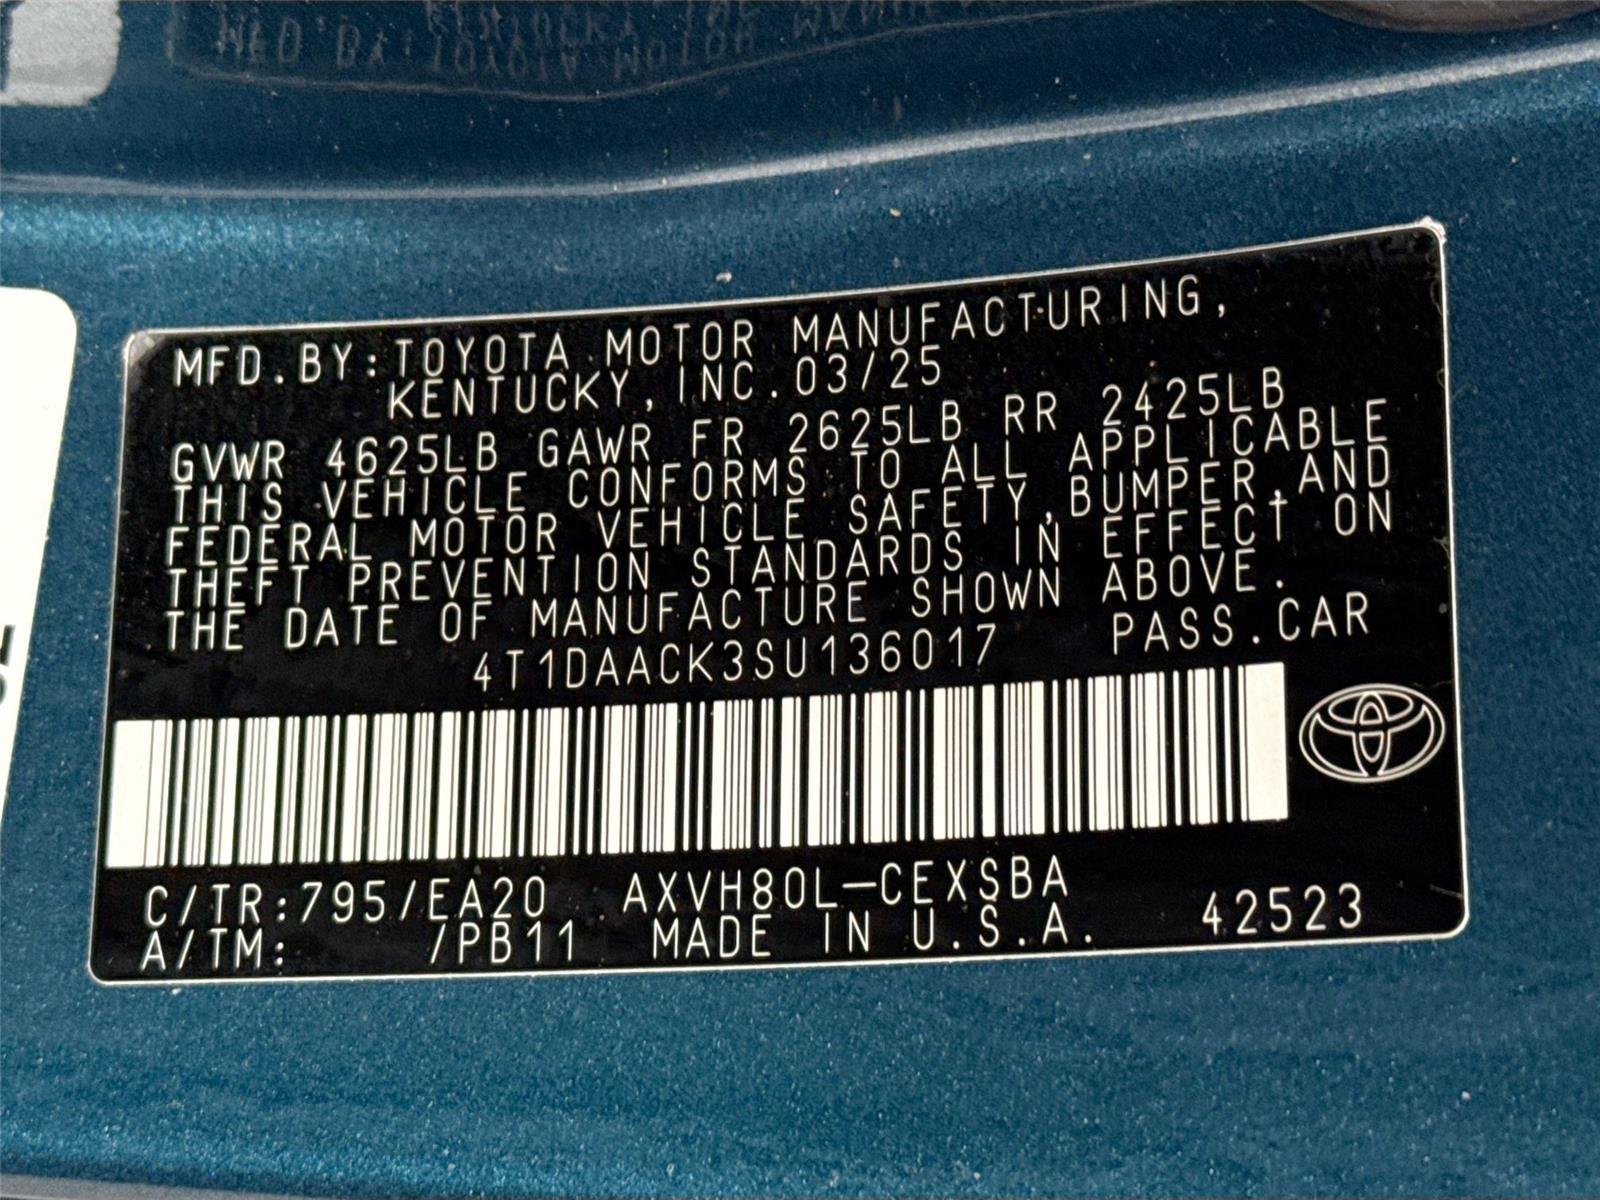 MFD.BY:TOYOTA MOTOR MANUFACTURING,
KENTUCKY, INC. 03/25
GVWR 4625LB GAWR FR 2625LB RR 2425LB
THIS VEHICLE CONFORMS TO ALL APPLICABLE
FEDERAL MOTOR VEHICLE SAFETY,BUMPER,AND
THEFT PREVENTION STANDARDS IN EFFECT ON
THE DATE OF MANUFACTURE SHOWN ABOVE.
4T1DAACK3SU136017 PASS.CAR
C/TR:795/EA20 AXVH80L-CEXSBA
A/TM: /PB11 MADE IN U.S.A. 42523